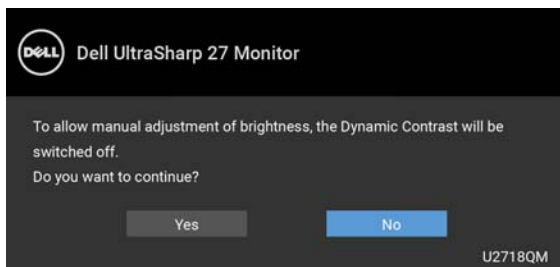 DELL Dell UltraSharp 27 Monitor
To allow manual adjustment of brightness, the Dynamic Contrast will be
switched off.
Do you want to continue?
Yes No
U2718QM